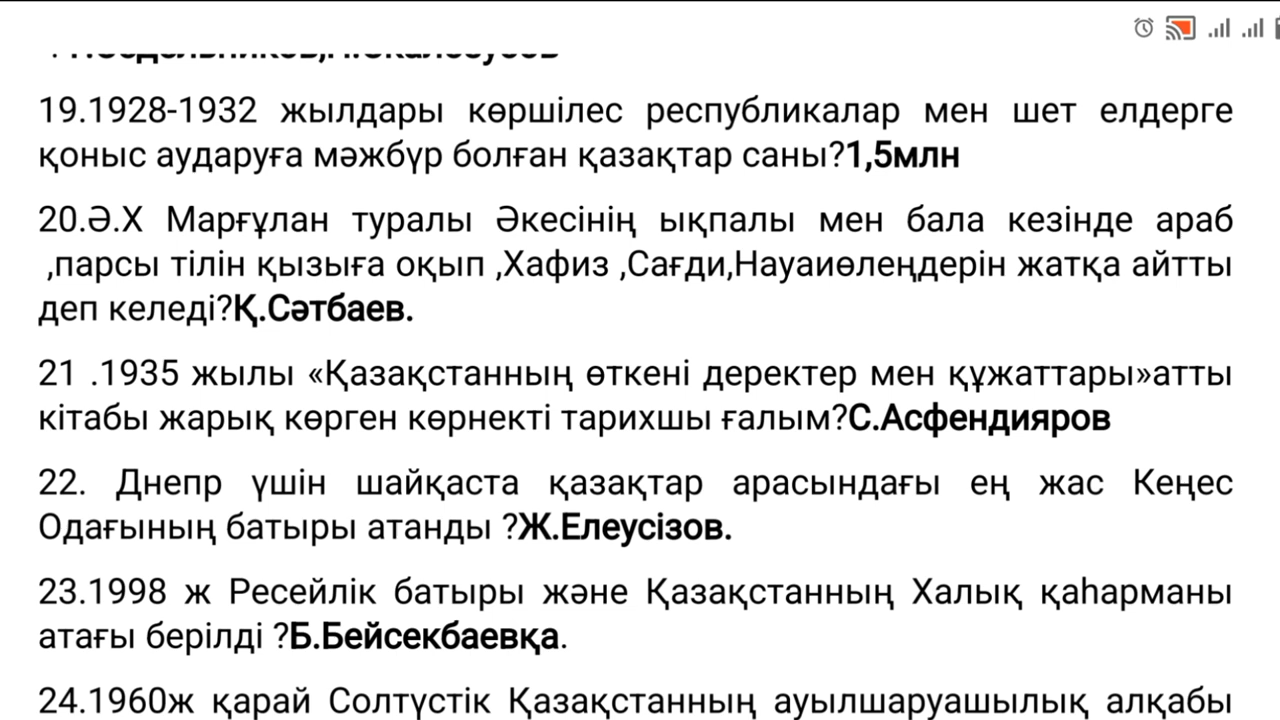 19.1928-1932 жылдары көршілес республикалар мен шет елдерге
қоныс аударуға мәжбүр болған қазақтар саны?1,5млн
20.Ә.Х Марғұлан туралы Әкесінің ықпалы мен бала кезінде араб
,парсы тілін қызыға оқып ,Хафиз ,Сағди,Науаиөлеңдерін жатқа айтты
деп келеді?Қ.Сәтбаев.
21 .1935 жылы «Қазақстанның өткені деректер мен құжаттары»атты
кітабы жарық көрген көрнекті тарихшы ғалым?С.Асфендияров
22. Днепр үшін шайқаста қазақтар арасындағы ең жас Кеңес
Одағының батыры атанды ?Ж.Елеусізов.
23.1998 ж Ресейлік батыры және Қазақстанның Халық қаһарманы
атағы берілді ?Б.Бейсекбаевқа.
24.1960ж қарай Солтүстік Қазақстанның ауылшаруашылық алқабы